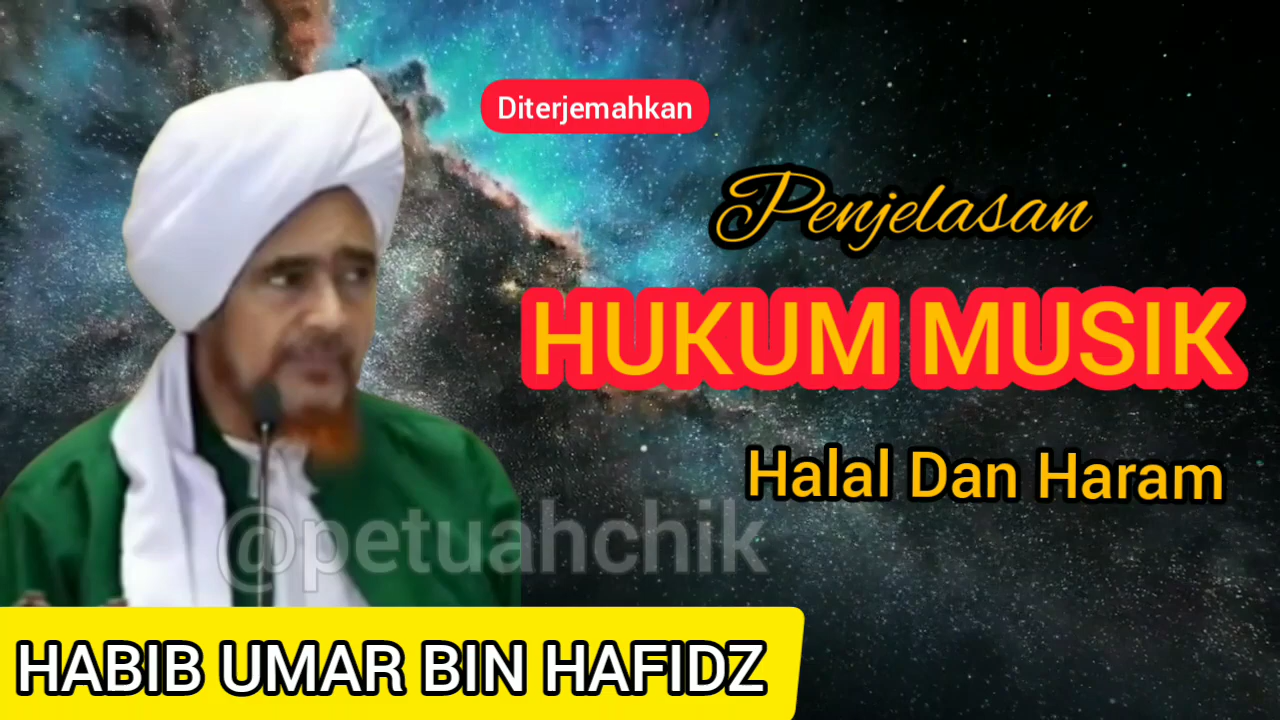 Diterjemahkan
Penjelasan
HUKUM MUSIK
Halal Dan Haram
@petuahchik
HABIB UMAR BIN HAFIDZ